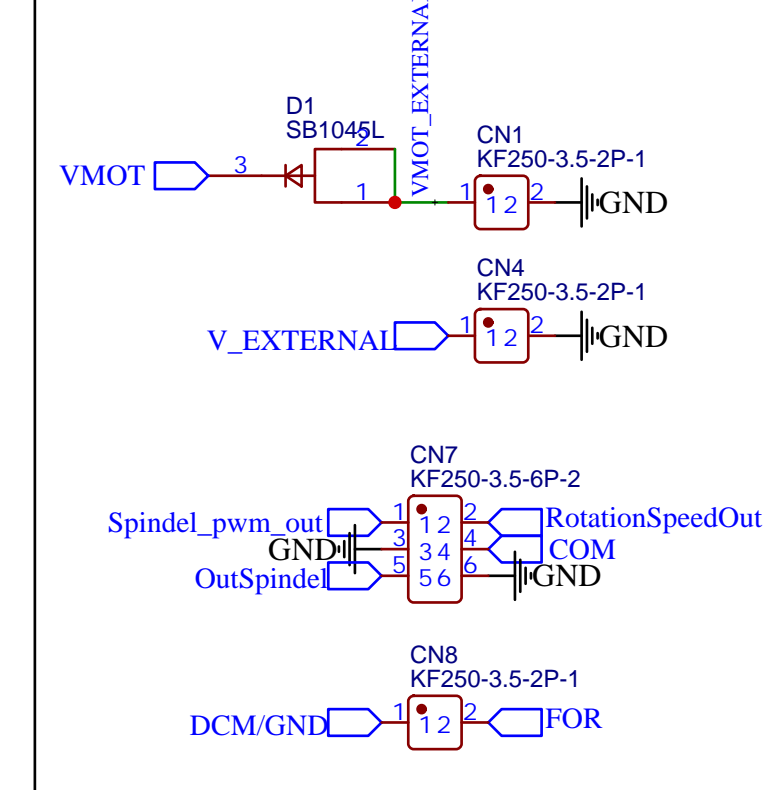 VMOT_EXTERNAL
D1
SB1045L
2
VMOT
3
1
CN1
KF250-3.5-2P-1
1
1 2
2
GND
CN4
KF250-3.5-2P-1
V_EXTERNAL
1
1 2
2
GND
CN7
KF250-3.5-6P-2
Spindel_pwm_out
1
1 2
2
RotationSpeedOut
GND
3
3 4
4
COM
OutSpindel
5
5 6
6
GND
CN8
KF250-3.5-2P-1
DCM/GND
1
1 2
2
FOR